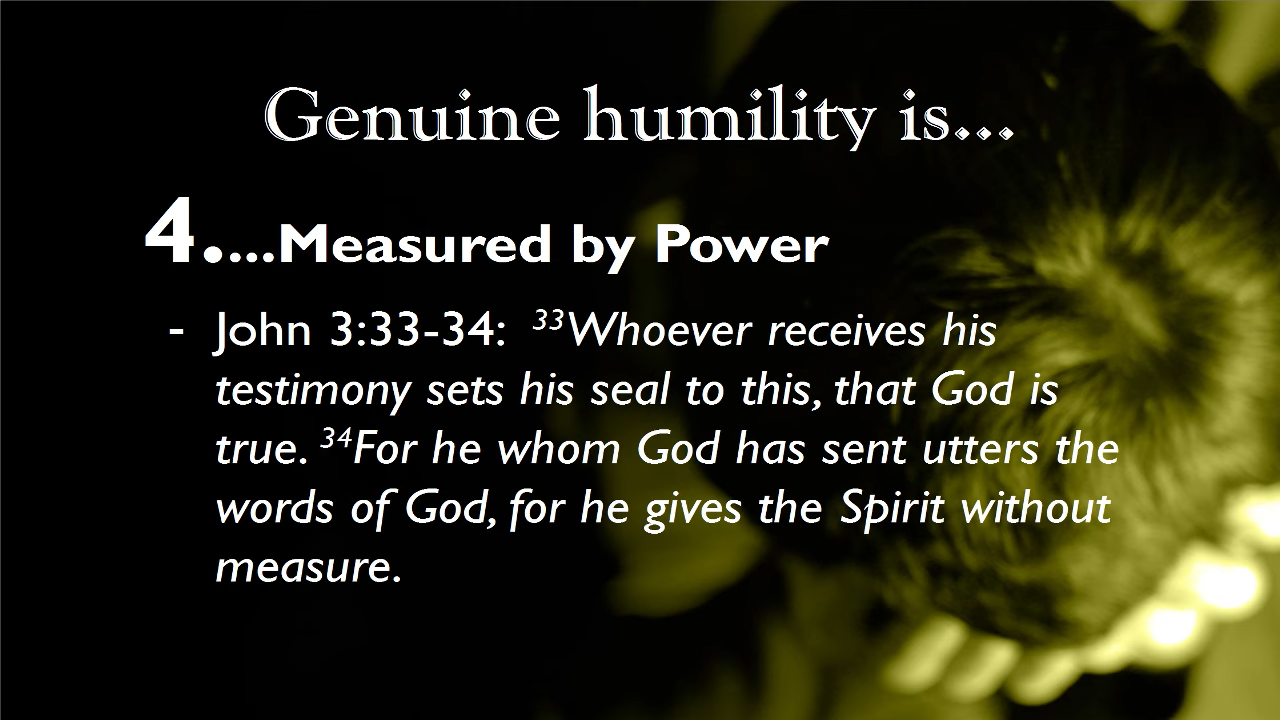 Genuine humility is...
4....Measured by Power
- John 3:33-34: 33Whoever receives his
testimony sets his seal to this, that God is
true. 34For he whom God has sent utters the
words of God, for he gives the Spirit without
measure.